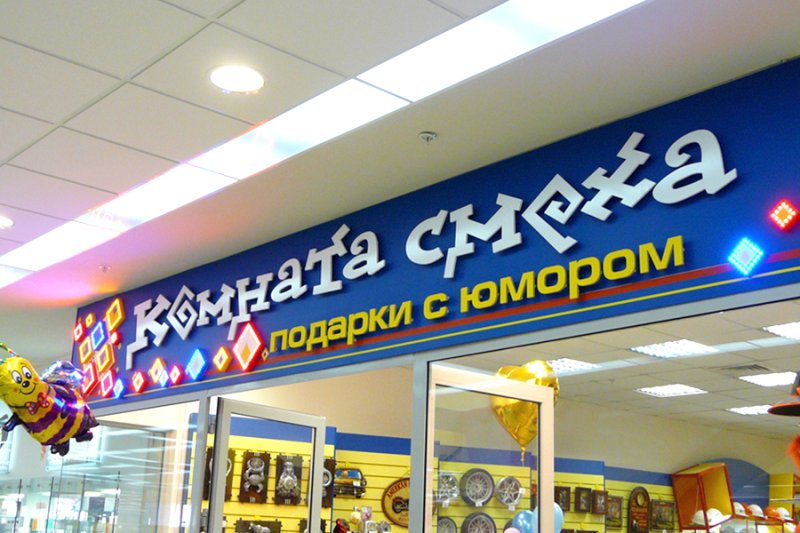 комната смеха
подарки с юмором